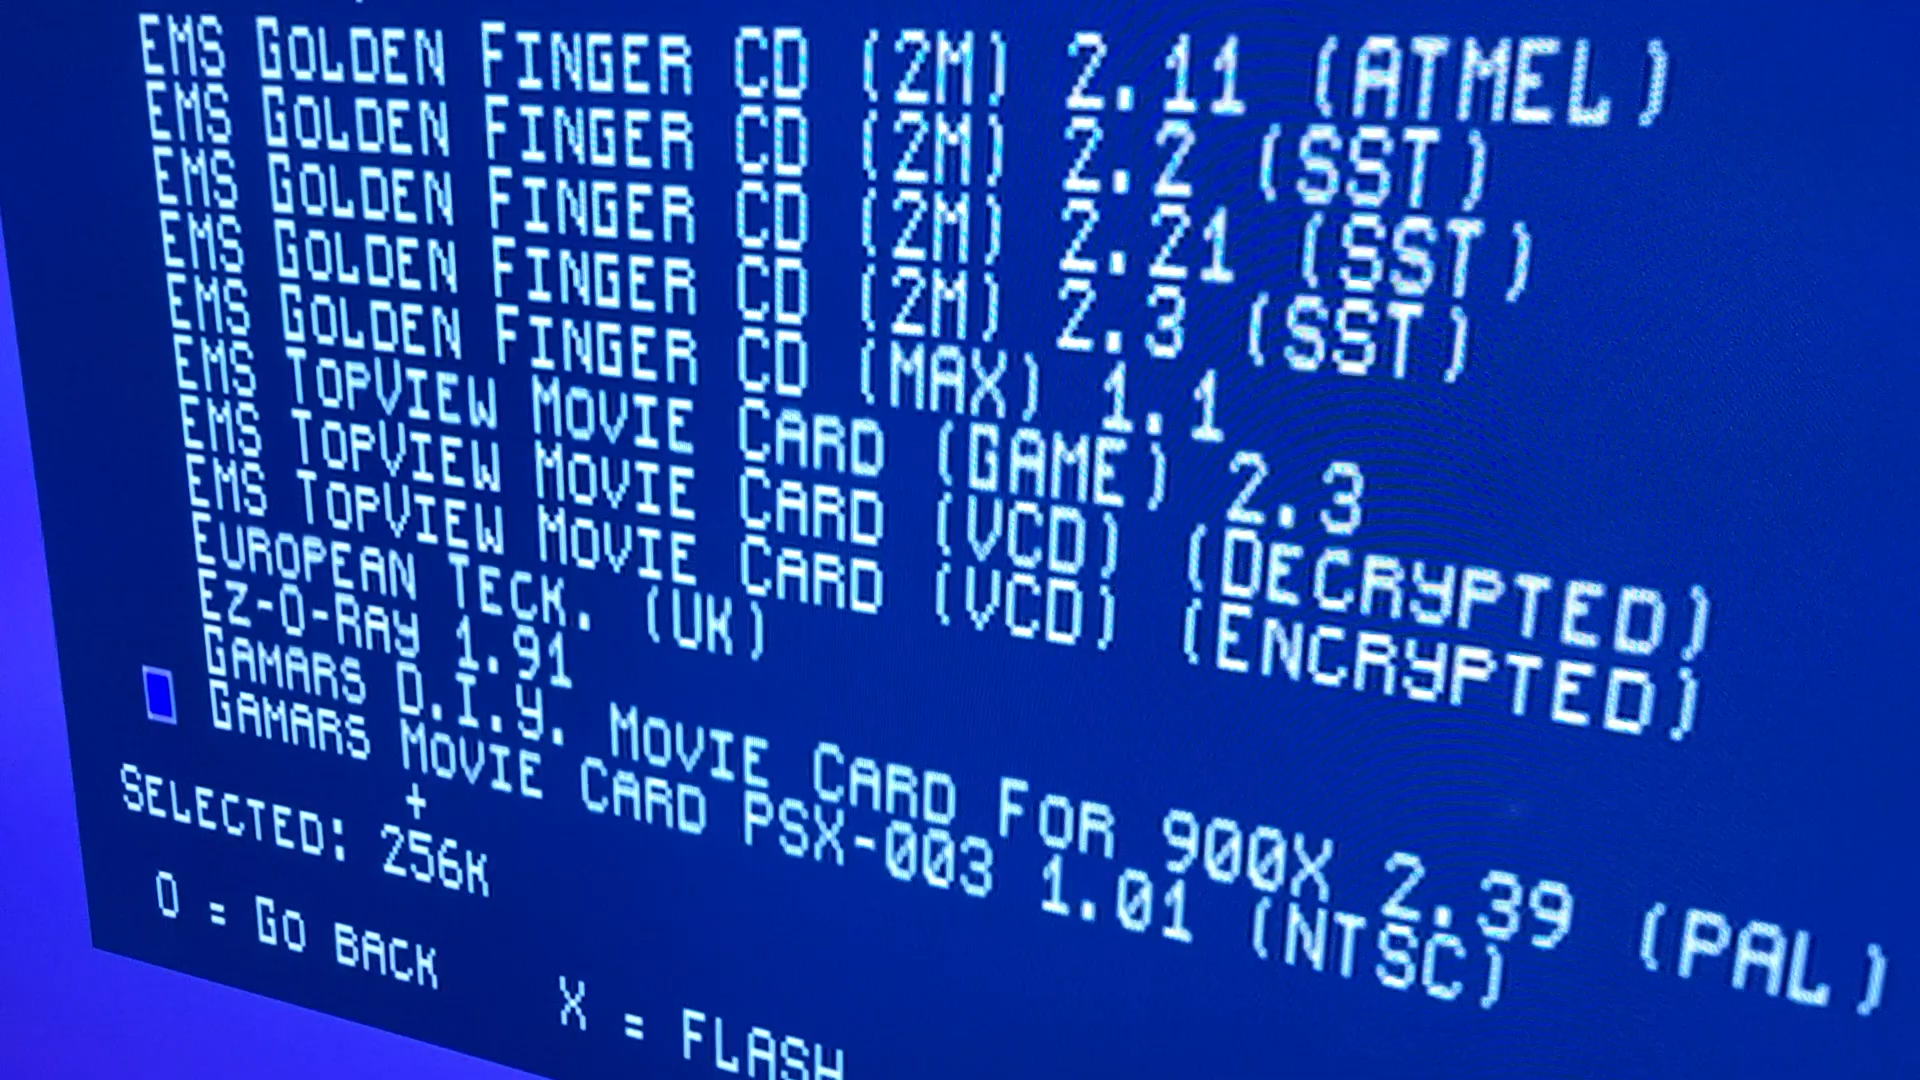 EMS GOLDEN FINGER CD (2M) 2.11 (ATMEL)
EMS GOLDEN FINGER CD (2M) 2.2 (SST)
EMS GOLDEN FINGER CD (2M) 2.21 (SST)
EMS GOLDEN FINGER CD (2M) 2.3 (SST)
EMS GOLDEN FINGER CD (MAX) 1.1
EMS TOPVIEW MOVIE CARD (GAME) 2.3
EMS TOPVIEW MOVIE CARD (VCD) (DECRYPTED)
EMS TOPVIEW MOVIE CARD (VCD) (ENCRYPTED)
EUROPEAN TECK. (UK)
EZ-O-RAY 1.91
GAMARS D.I.Y. MOVIE CARD FOR 900X 2.39 (PAL)
GAMARS MOVIE CARD PSX-003 1.01 (NTSC)
+
SELECTED: 256K
O = GO BACK X = FLASH